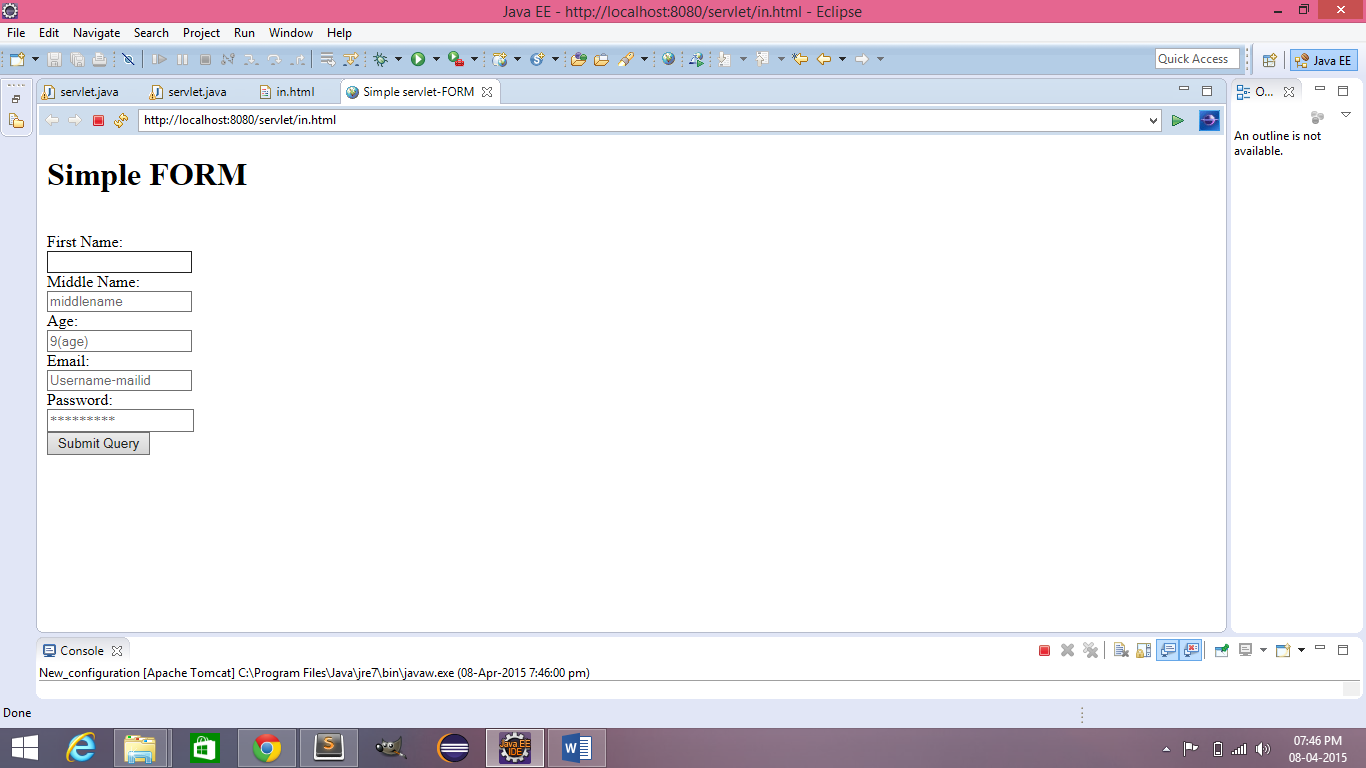 Java EE - http://localhost:8080/servlet/in.html - Eclipse
File Edit Navigate Search Project Run Window Help
Quick Access
Java EE
servlet.java servlet.java in.html Simple servlet-FORM
O...
http://localhost:8080/servlet/in.html
An outline is not
available.
Simple FORM
First Name:
Middle Name:
middlename
Age:
9(age)
Email:
Username-mailid
Password:
*********
Submit Query
Console
New_configuration [Apache Tomcat] C:\Program Files\Java\jre7\bin\javaw.exe (08-Apr-2015 7:46:00 pm)
Done
Java EE
IDE
07:46 PM
08-04-2015